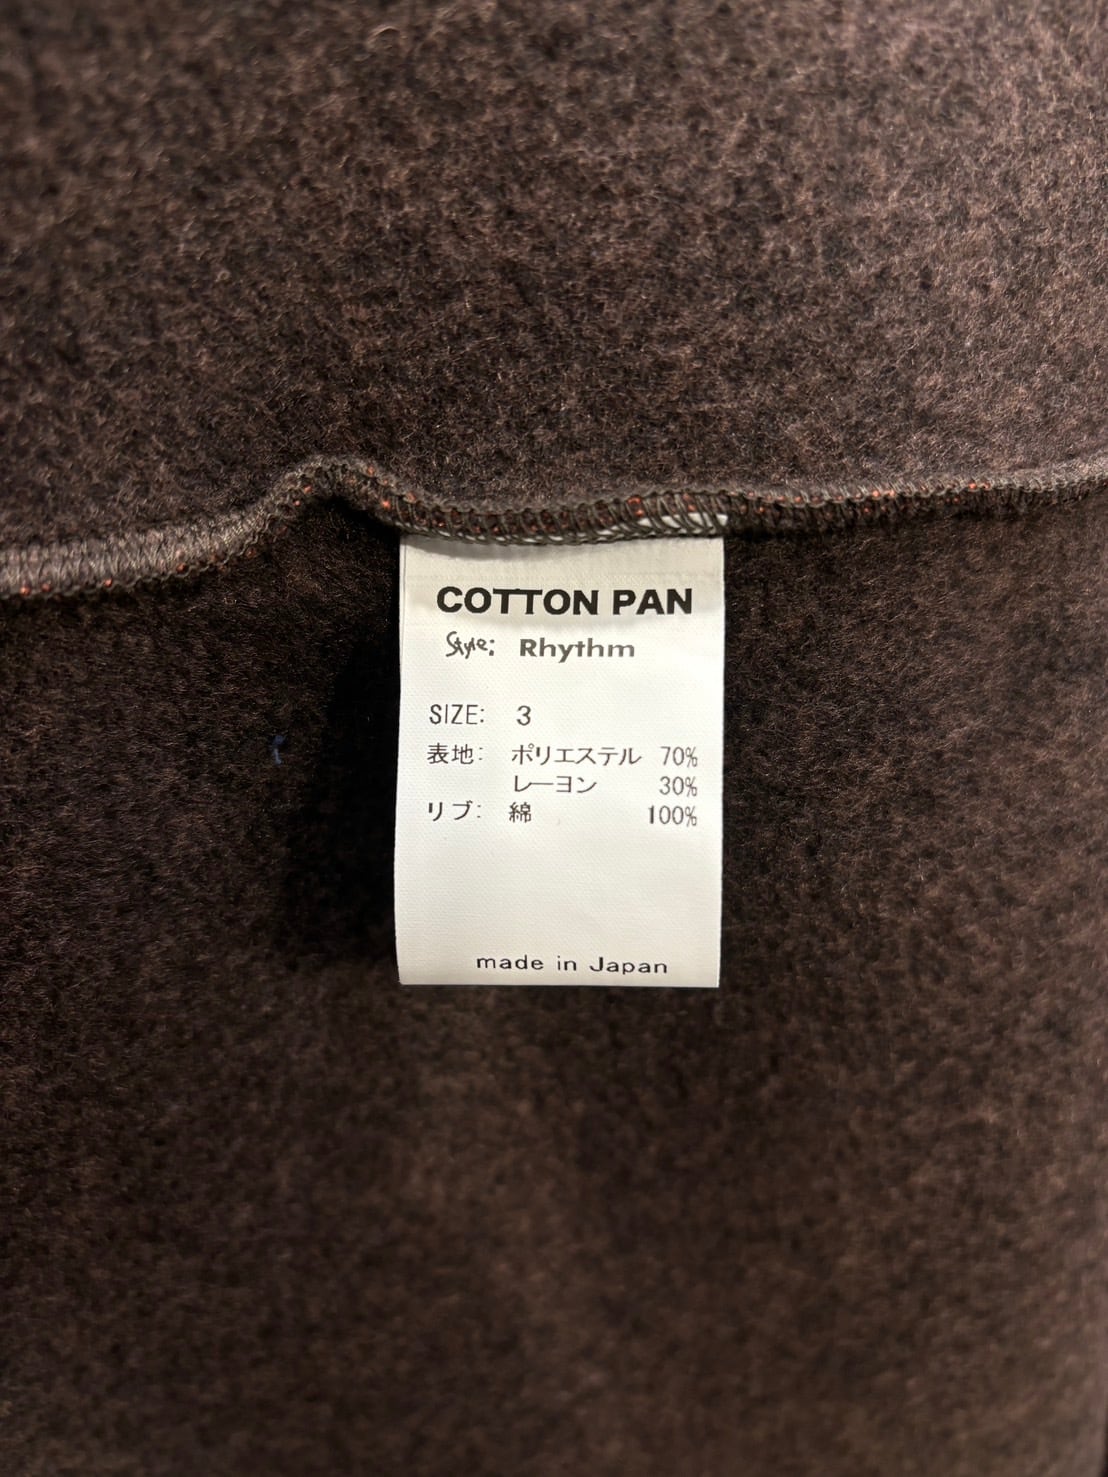 COTTON PAN
Style: Rhythm
SIZE: 3
表地: ポリエステル 70%
レーヨン 30%
リブ: 綿 100%
made in Japan